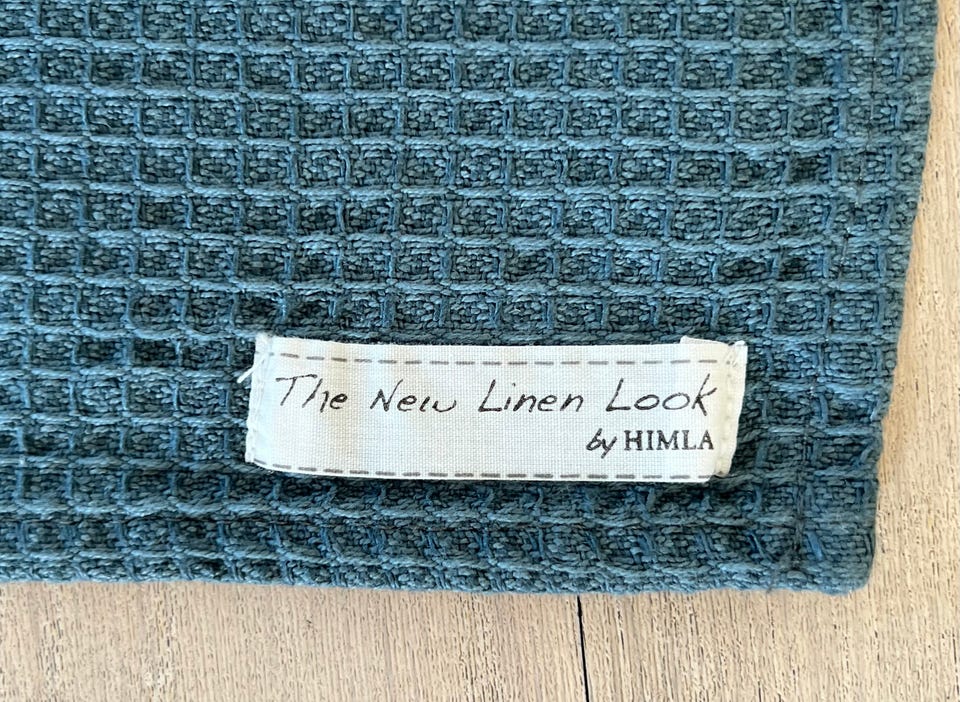 The New Linen Look
by HIMLA